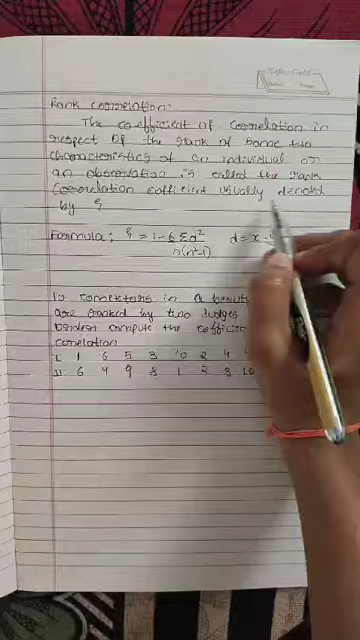 Rank Correlation:
The coefficient of Correlation in
respect of the rank of some two
characteristics of an individual or
an observation is called the rank
Correlation coefficient usually denoted
by ξ
Formula: ξ = 1 - 6 Σd² / n(n²-1) d = x - y
10 competitors in a
are ranked by two Judges
compute the coefficient
correlation
I 1 6 5 3 10 2 4
II 6 4 9 8 1 2 3 10